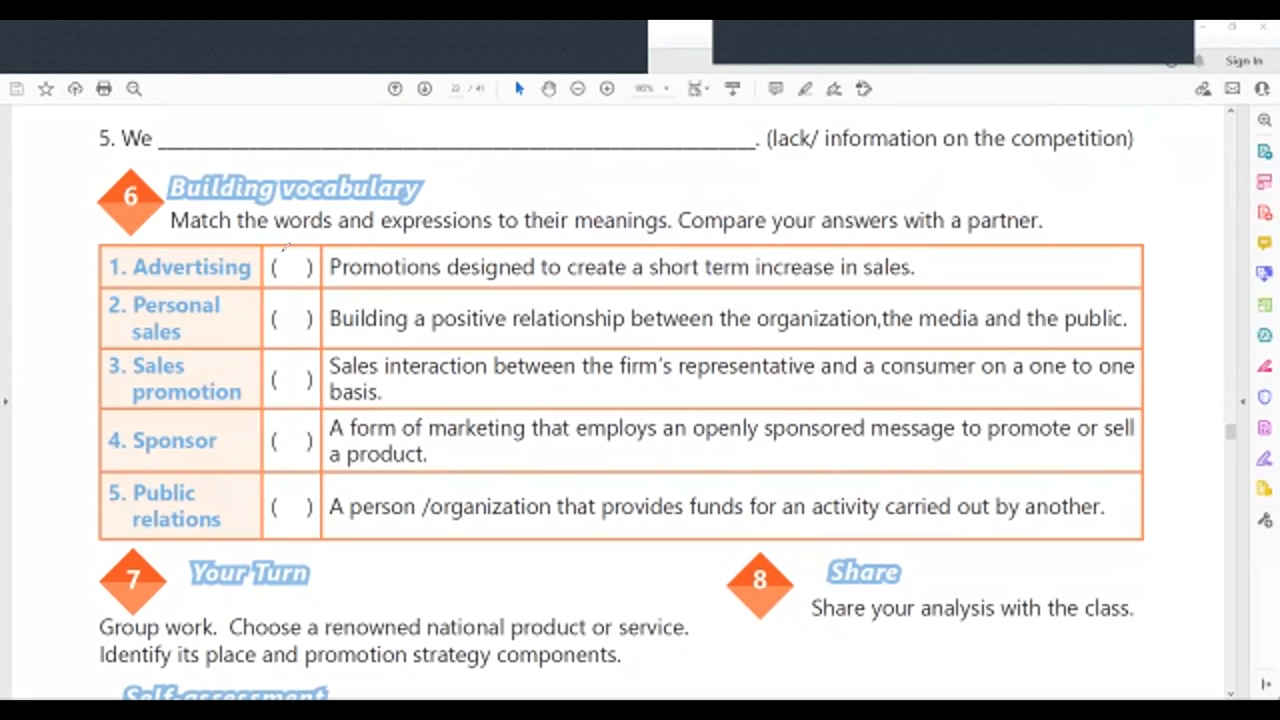 Sign In
22 / 41
5. We ______________________________. (lack/ information on the competition)
6 Building vocabulary
Match the words and expressions to their meanings. Compare your answers with a partner.
1. Advertising ( ) Promotions designed to create a short term increase in sales.
2. Personal sales ( ) Building a positive relationship between the organization,the media and the public.
3. Sales promotion ( ) Sales interaction between the firm's representative and a consumer on a one to one
basis.
4. Sponsor ( ) A form of marketing that employs an openly sponsored message to promote or sell
a product.
5. Public relations ( ) A person /organization that provides funds for an activity carried out by another.
7 Your Turn
Group work. Choose a renowned national product or service.
Identify its place and promotion strategy components.
8 Share
Share your analysis with the class.
Self-assessment